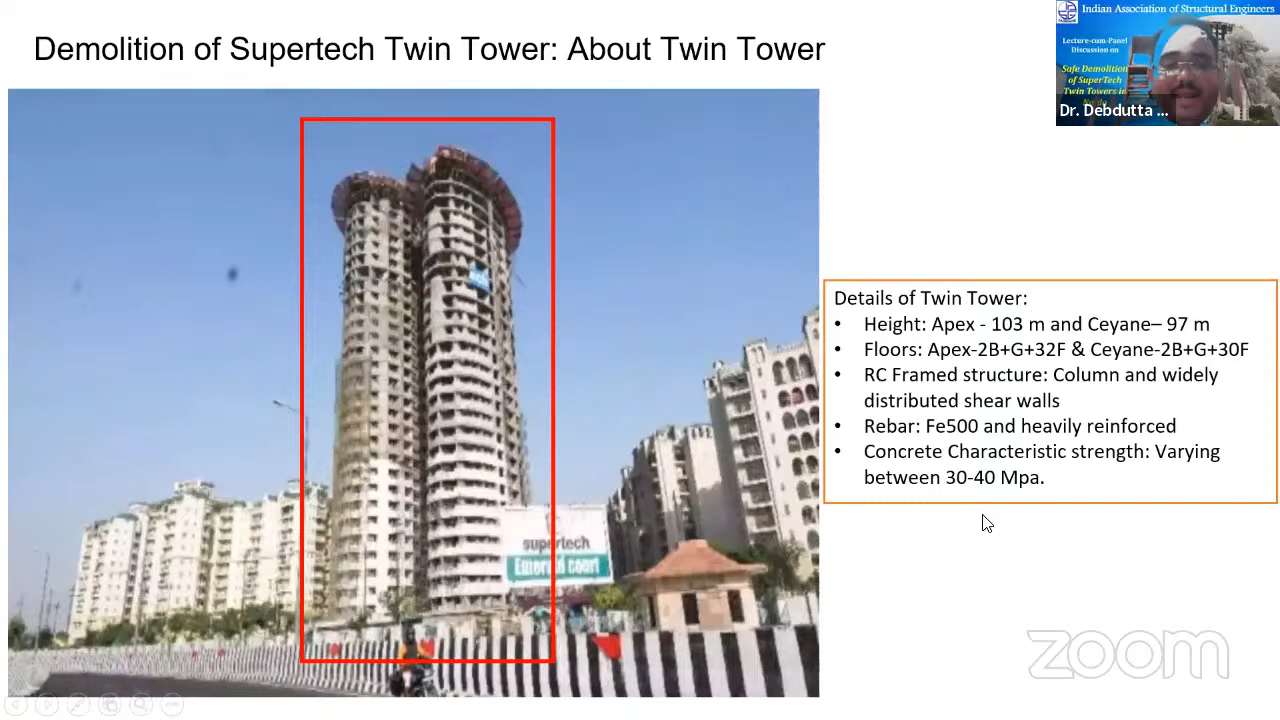 Demolition of Supertech Twin Tower: About Twin Tower
Indian Association of Structural Engineers
Lecture-cum-Panel
Discussion on
Safe Demolition
of SuperTech
Twin Towers in
Dr. Debdutta ...
supertech
Emerald court
Details of Twin Tower:
• Height: Apex - 103 m and Ceyane– 97 m
• Floors: Apex-2B+G+32F & Ceyane-2B+G+30F
• RC Framed structure: Column and widely
distributed shear walls
• Rebar: Fe500 and heavily reinforced
• Concrete Characteristic strength: Varying
between 30-40 Mpa.
zoom